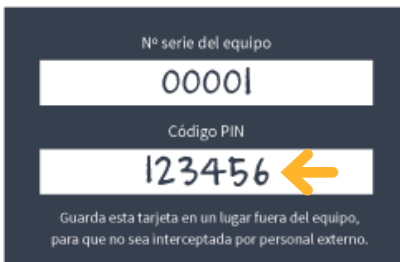 Nº serie del equipo
00001
Código PIN
123456
Guarda esta tarjeta en un lugar fuera del equipo,
para que no sea interceptada por personal externo.